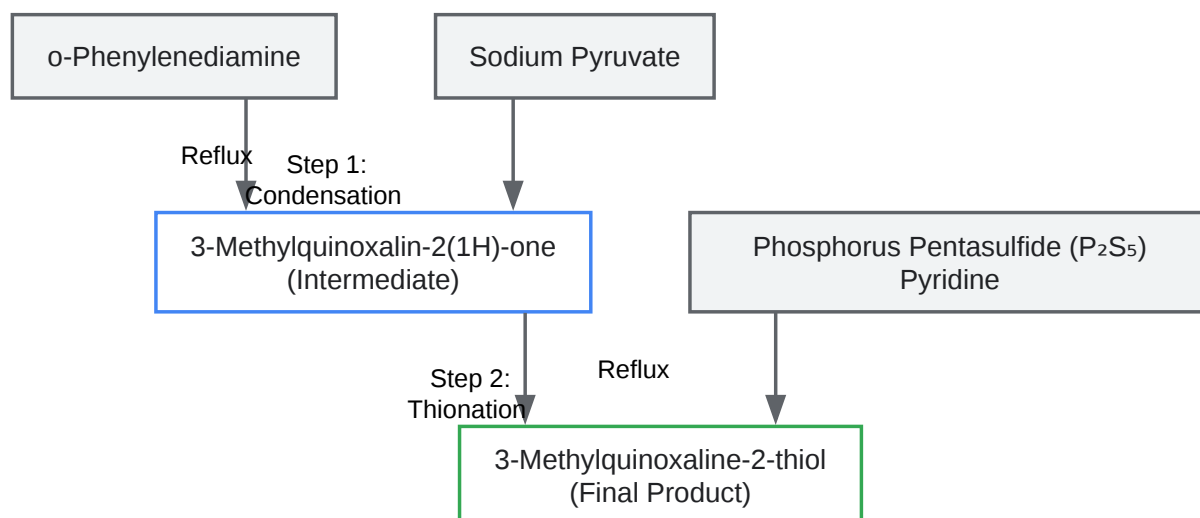 o-Phenylenediamine
Sodium Pyruvate
Reflux
Step 1:
Condensation
3-Methylquinoxalin-2(1H)-one
(Intermediate)
Phosphorus Pentasulfide (P₂S₅)
Pyridine
Step 2:
Thionation
Reflux
3-Methylquinoxaline-2-thiol
(Final Product)